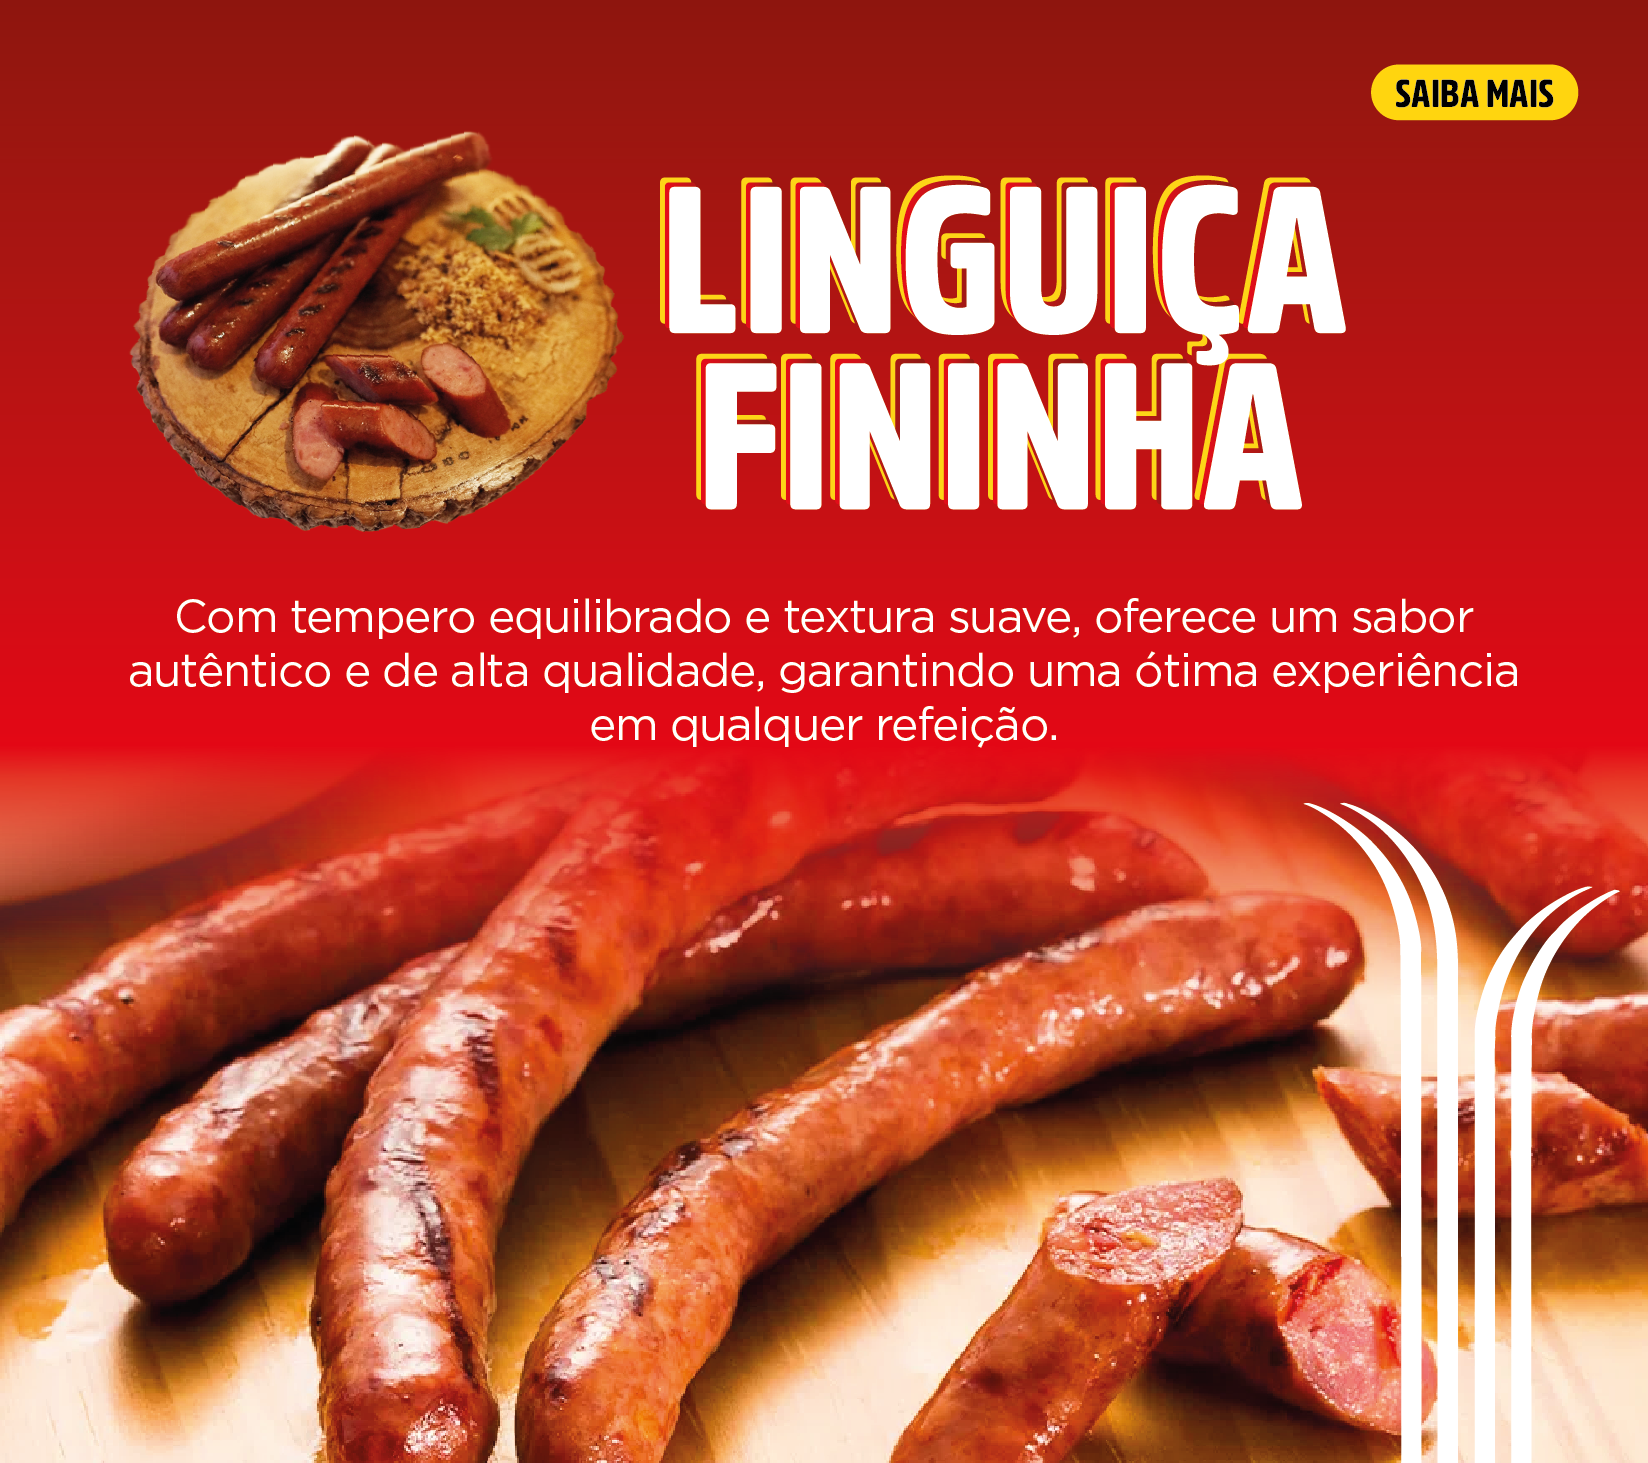 SAIBA MAIS
LINGUIÇA
FININHA
Com tempero equilibrado e textura suave, oferece um sabor
autêntico e de alta qualidade, garantindo uma ótima experiência
em qualquer refeição.